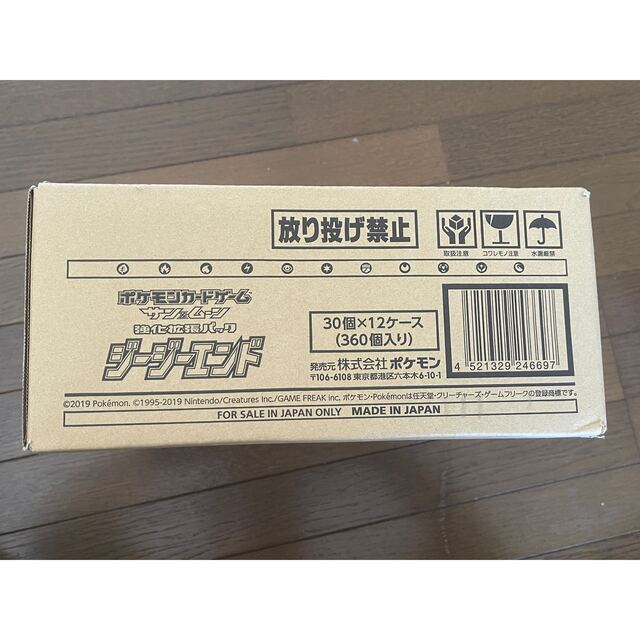 放り投げ禁止
取扱注意
コワレモノ注意
水濡厳禁
ポケモンカードゲーム
サン&ムーン
強化拡張パック
ジージーエンド
30個×12ケース
(360個入り)
発売元 株式会社 ポケモン
〒106-6108 東京都港区六本木6-10-1
4 521329 246697
©2019 Pokémon. ©1995-2019 Nintendo/Creatures Inc./GAME FREAK inc. ポケモン・Pokémonは任天堂・クリーチャーズ・ゲームフリークの登録商標です。
FOR SALE IN JAPAN ONLY MADE IN JAPAN